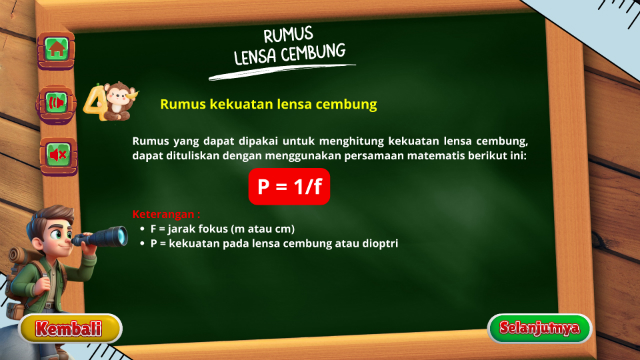 RUMUS
LENSA CEMBUNG
4
Rumus kekuatan lensa cembung
Rumus yang dapat dipakai untuk menghitung kekuatan lensa cembung,
dapat dituliskan dengan menggunakan persamaan matematis berikut ini:
P = 1/f
Keterangan :
• F = jarak fokus (m atau cm)
• P = kekuatan pada lensa cembung atau dioptri
Kembali
Selanjutnya